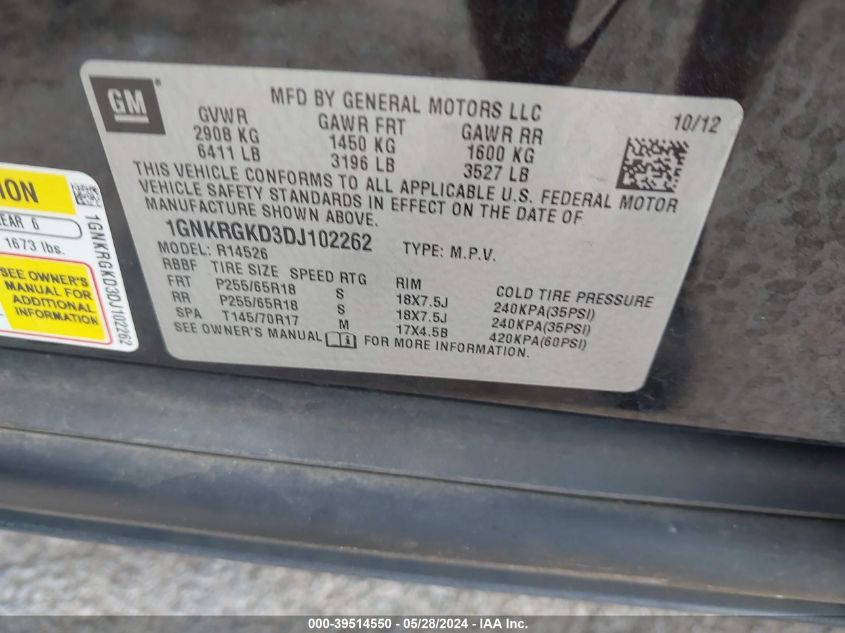 GM
MFD BY GENERAL MOTORS LLC
10/12
GVWR GAWR FRT GAWR RR
2908 KG 1450 KG 1600 KG
6411 LB 3196 LB 3527 LB
THIS VEHICLE CONFORMS TO ALL APPLICABLE U.S. FEDERAL MOTOR
VEHICLE SAFETY STANDARDS IN EFFECT ON THE DATE OF
MANUFACTURE SHOWN ABOVE.
1GNKRGKD3DJ102262 TYPE: M.P.V.
MODEL: R14526
RBBF TIRE SIZE SPEED RTG RIM COLD TIRE PRESSURE
FRT P255/65R18 S 18X7.5J 240KPA(35PSI)
RR P255/65R18 S 18X7.5J 240KPA(35PSI)
SPA T145/70R17 M 17X4.5B 420KPA(60PSI)
SEE OWNER'S MANUAL FOR MORE INFORMATION.
ION
EAR 6
1673 lbs.
SEE OWNER'S
MANUAL FOR
ADDITIONAL
INFORMATION
1GNKRGKD3DJ102262
000-39514550 - 05/28/2024 - IAA Inc.